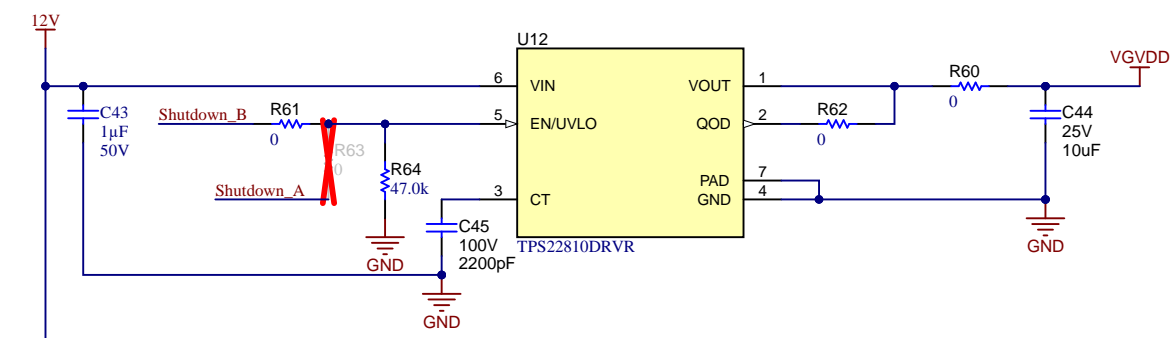 12V
U12
VGVDD
6
VIN
VOUT
1
R60
0
C43
1µF
50V
Shutdown_B
R61
0
5
EN/UVLO
QOD
2
R62
0
C44
25V
10uF
R63
0
R64
47.0k
Shutdown_A
3
CT
PAD
7
GND
4
C45
100V
2200pF
TPS22810DRVR
GND
GND
GND